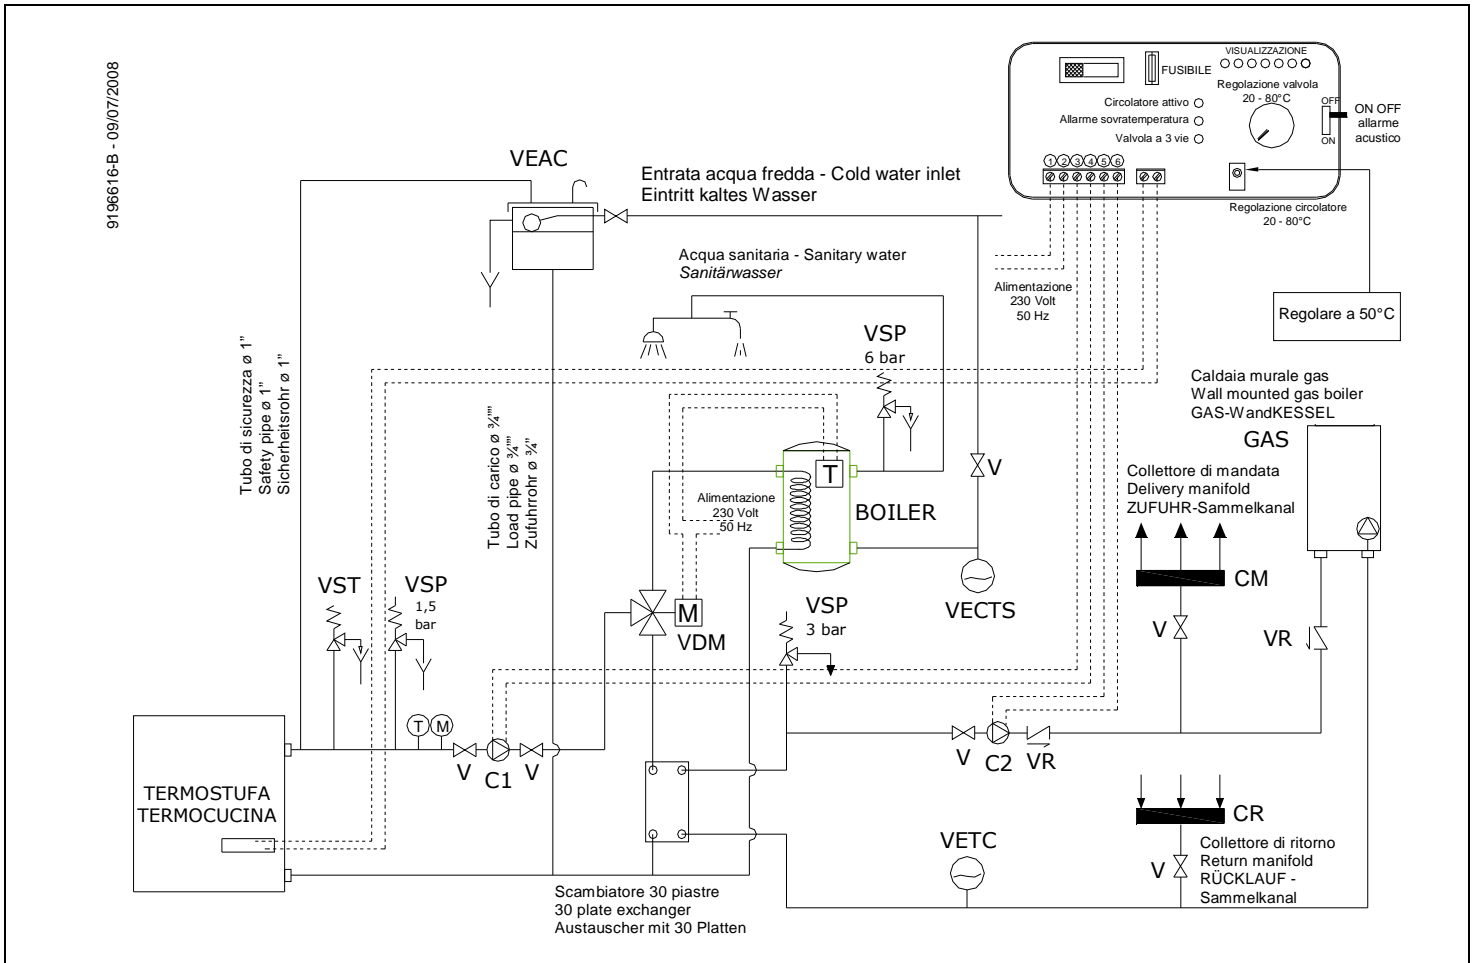 9196616-B - 09/07/2008
VISUALIZZAZIONE
FUSIBILE
Regolazione valvola
20 - 80°C
Circolatore attivo
Allarme sovratemperatura
Valvola a 3 vie
OFF
ON
ON OFF
allarme
acustico
1 2 3 4 5 6
Regolazione circolatore
20 - 80°C
Regolare a 50°C
Alimentazione
230 Volt
50 Hz
VEAC
Entrata acqua fredda - Cold water inlet
Eintritt kaltes Wasser
Acqua sanitaria - Sanitary water
Sanitärwasser
VSP
6 bar
Tubo di sicurezza ø 1”
Safety pipe ø 1”
Sicherheitsrohr ø 1”
Tubo di carico ø ¾””
Load pipe ø ¾””
Zufuhrrohr ø ¾”
Caldaia murale gas
Wall mounted gas boiler
GAS-WandKESSEL
GAS
Collettore di mandata
Delivery manifold
ZUFUHR-Sammelkanal
CM
V
VR
T
BOILER
V
Alimentazione
230 Volt
50 Hz
VECTS
VST
VSP
1,5
bar
M
VDM
VSP
3 bar
T
M
V
C1
V
V
C2
VR
TERMOSTUFA
TERMOCUCINA
CR
VETC
V
Collettore di ritorno
Return manifold
RÜCKLAUF -
Sammelkanal
Scambiatore 30 piastre
30 plate exchanger
Austauscher mit 30 Platten